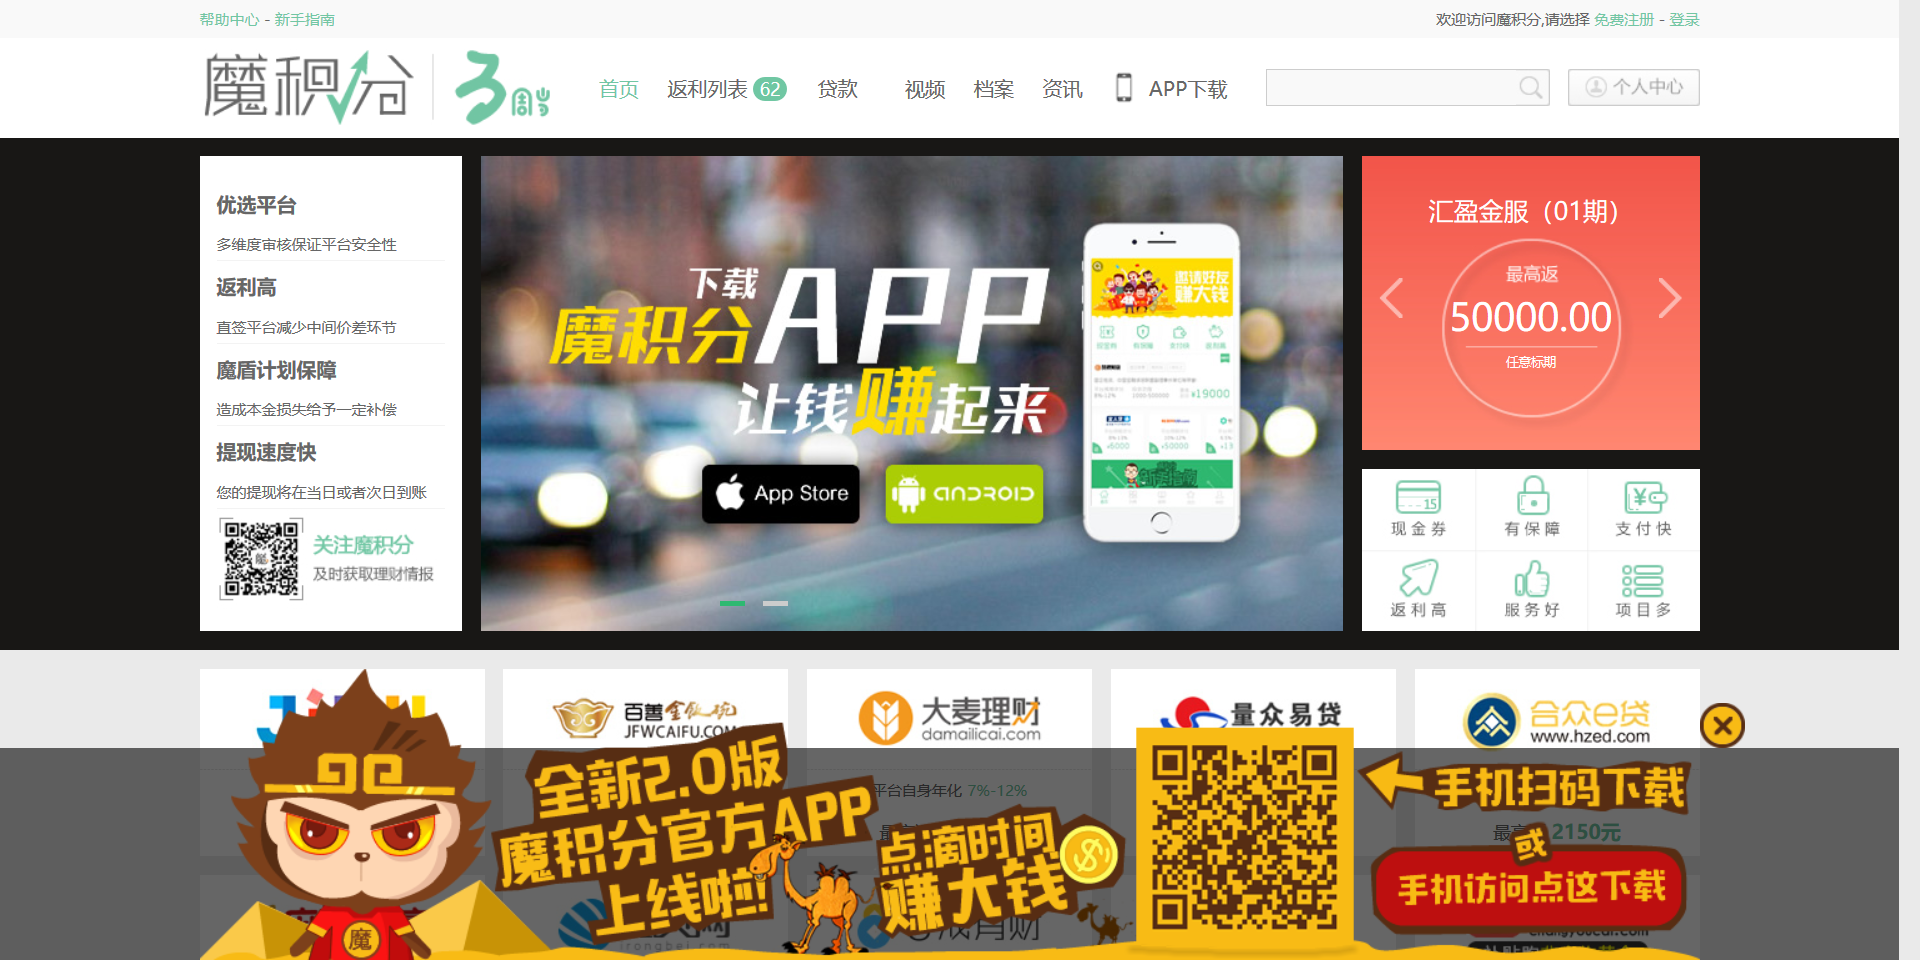 帮助中心 - 新手指南
欢迎访问魔积分,请选择 免费注册 - 登录
魔积分
3周岁
首页
返利列表 62
贷款
视频
档案
资讯
APP下载
个人中心
优选平台
多维度审核保证平台安全性
返利高
直签平台减少中间价差环节
魔盾计划保障
造成本金损失给予一定补偿
提现速度快
您的提现将在当日或者次日到账
关注魔积分
及时获取理财情报
下载
魔积分APP
让钱赚起来
App Store
ANDROID
邀请好友
赚大钱
¥19000
¥50000
汇盈金服（01期）
最高返
50000.00
任意标期
现金券
有保障
支付快
返利高
服务好
项目多
百善金饭碗
JFWCAIFU.COM
大麦理财
damailicai.com
量众易贷
合众e贷
www.hzed.com
平台自身年化 7%-12%
2150元
全新2.0版
魔积分官方APP
上线啦!!
点滴时间
赚大钱
手机扫码下载
或
手机访问点这下载
魔
irongbei.com